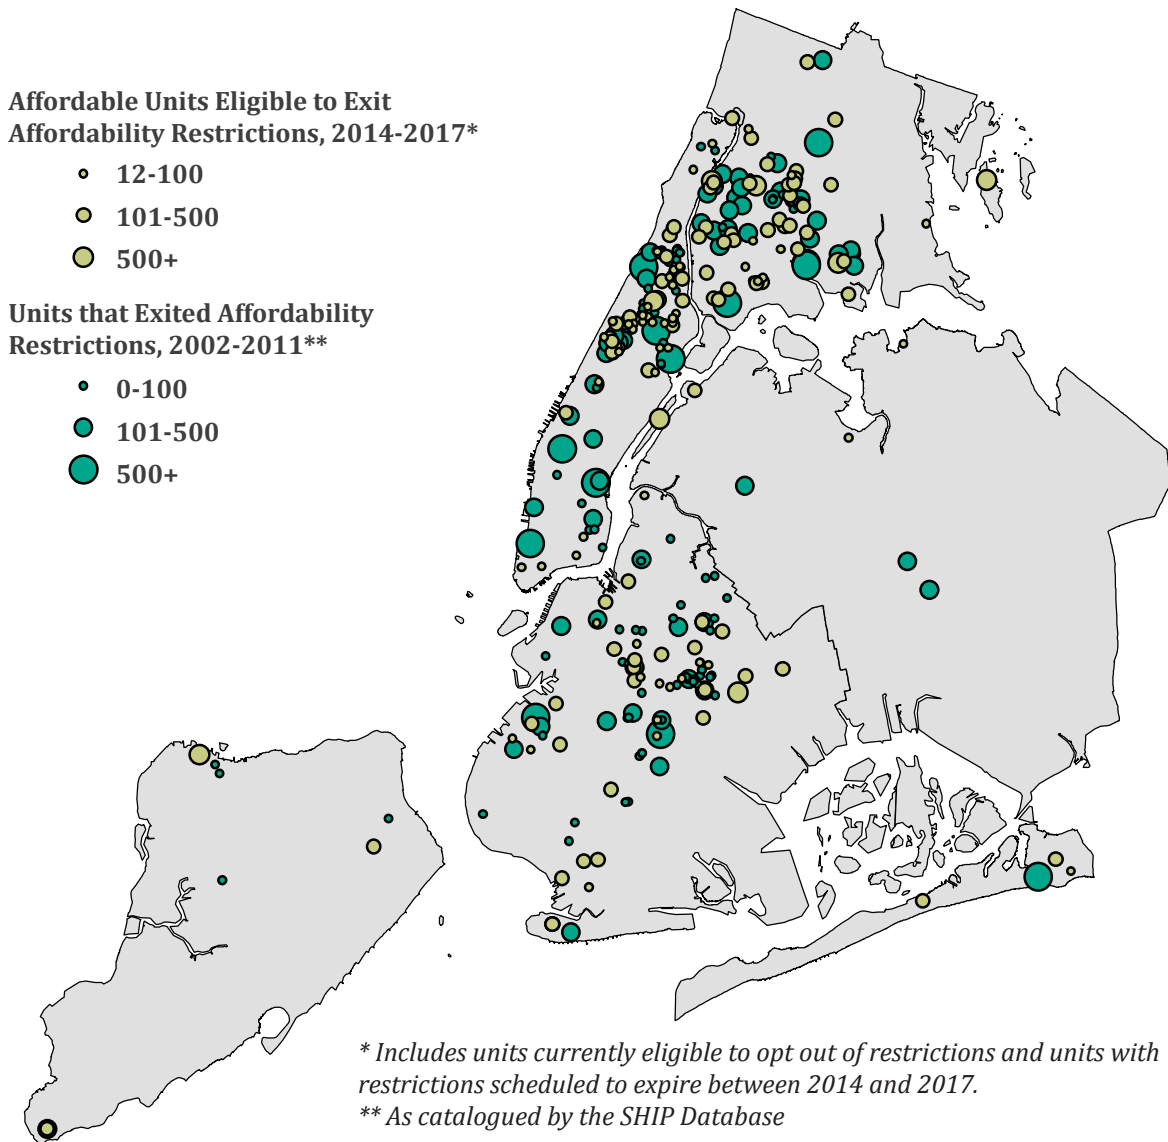 Affordable Units Eligible to Exit
Affordability Restrictions, 2014-2017*
12-100
101-500
500+
Units that Exited Affordability
Restrictions, 2002-2011**
0-100
101-500
500+
* Includes units currently eligible to opt out of restrictions and units with
restrictions scheduled to expire between 2014 and 2017.
** As catalogued by the SHIP Database